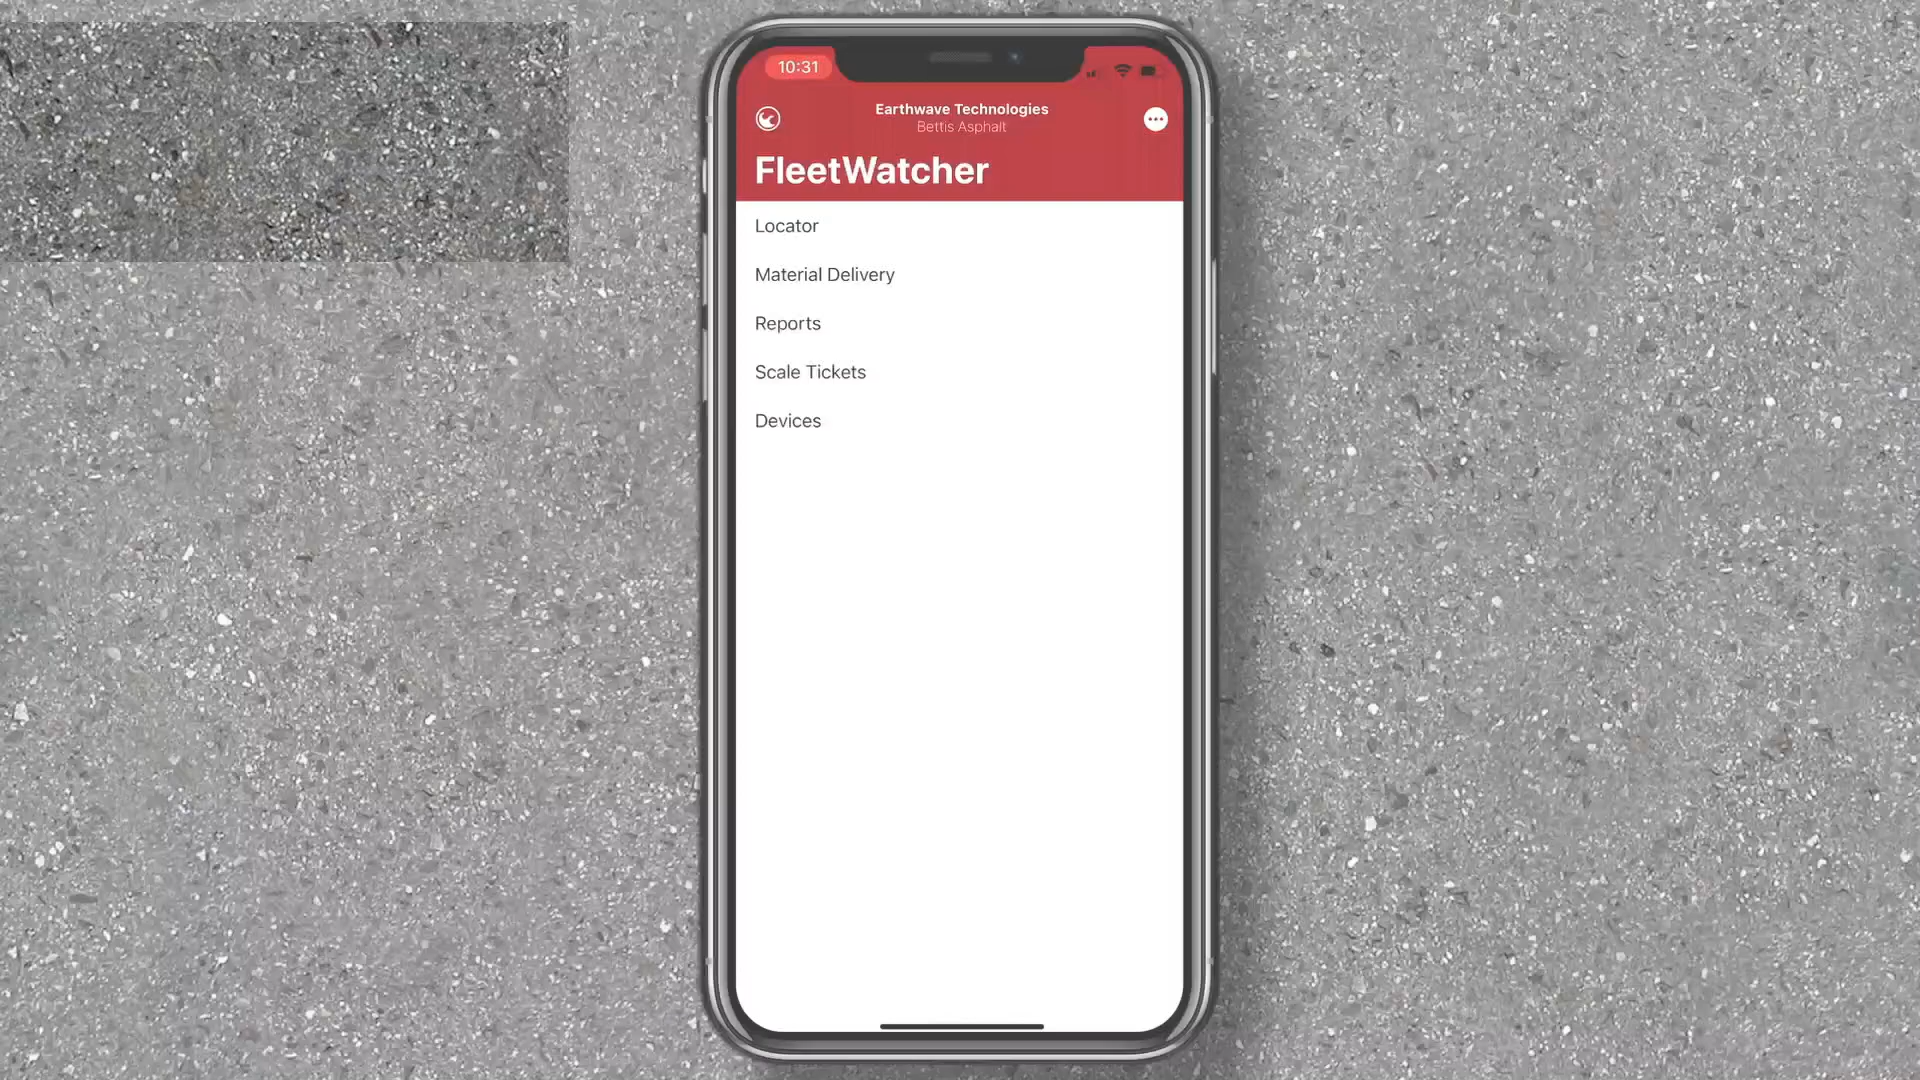 10:31
Earthwave Technologies
Bettis Asphalt
FleetWatcher
Locator
Material Delivery
Reports
Scale Tickets
Devices